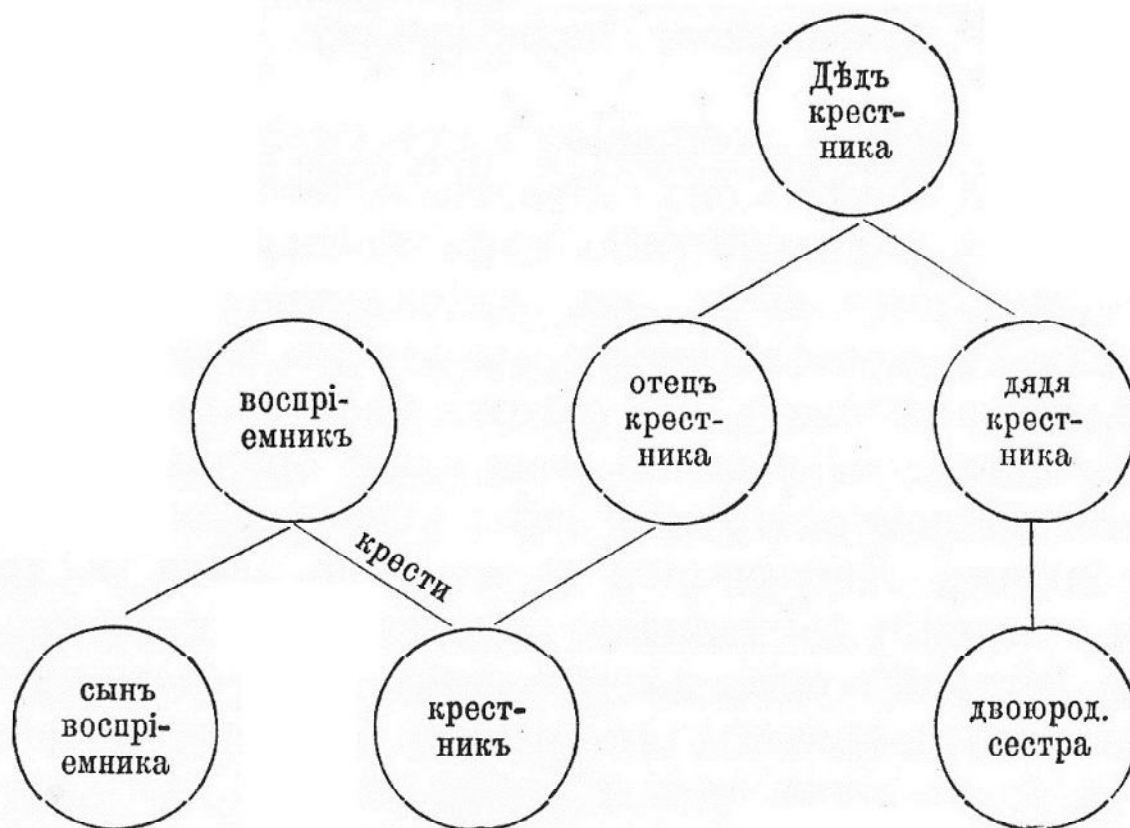 Дѣдъ
крест-
ника
воспрі-
емникъ
отецъ
крест-
ника
дядя
крест-
ника
крести
сынъ
воспрі-
емника
крест-
никъ
двоюрод.
сестра